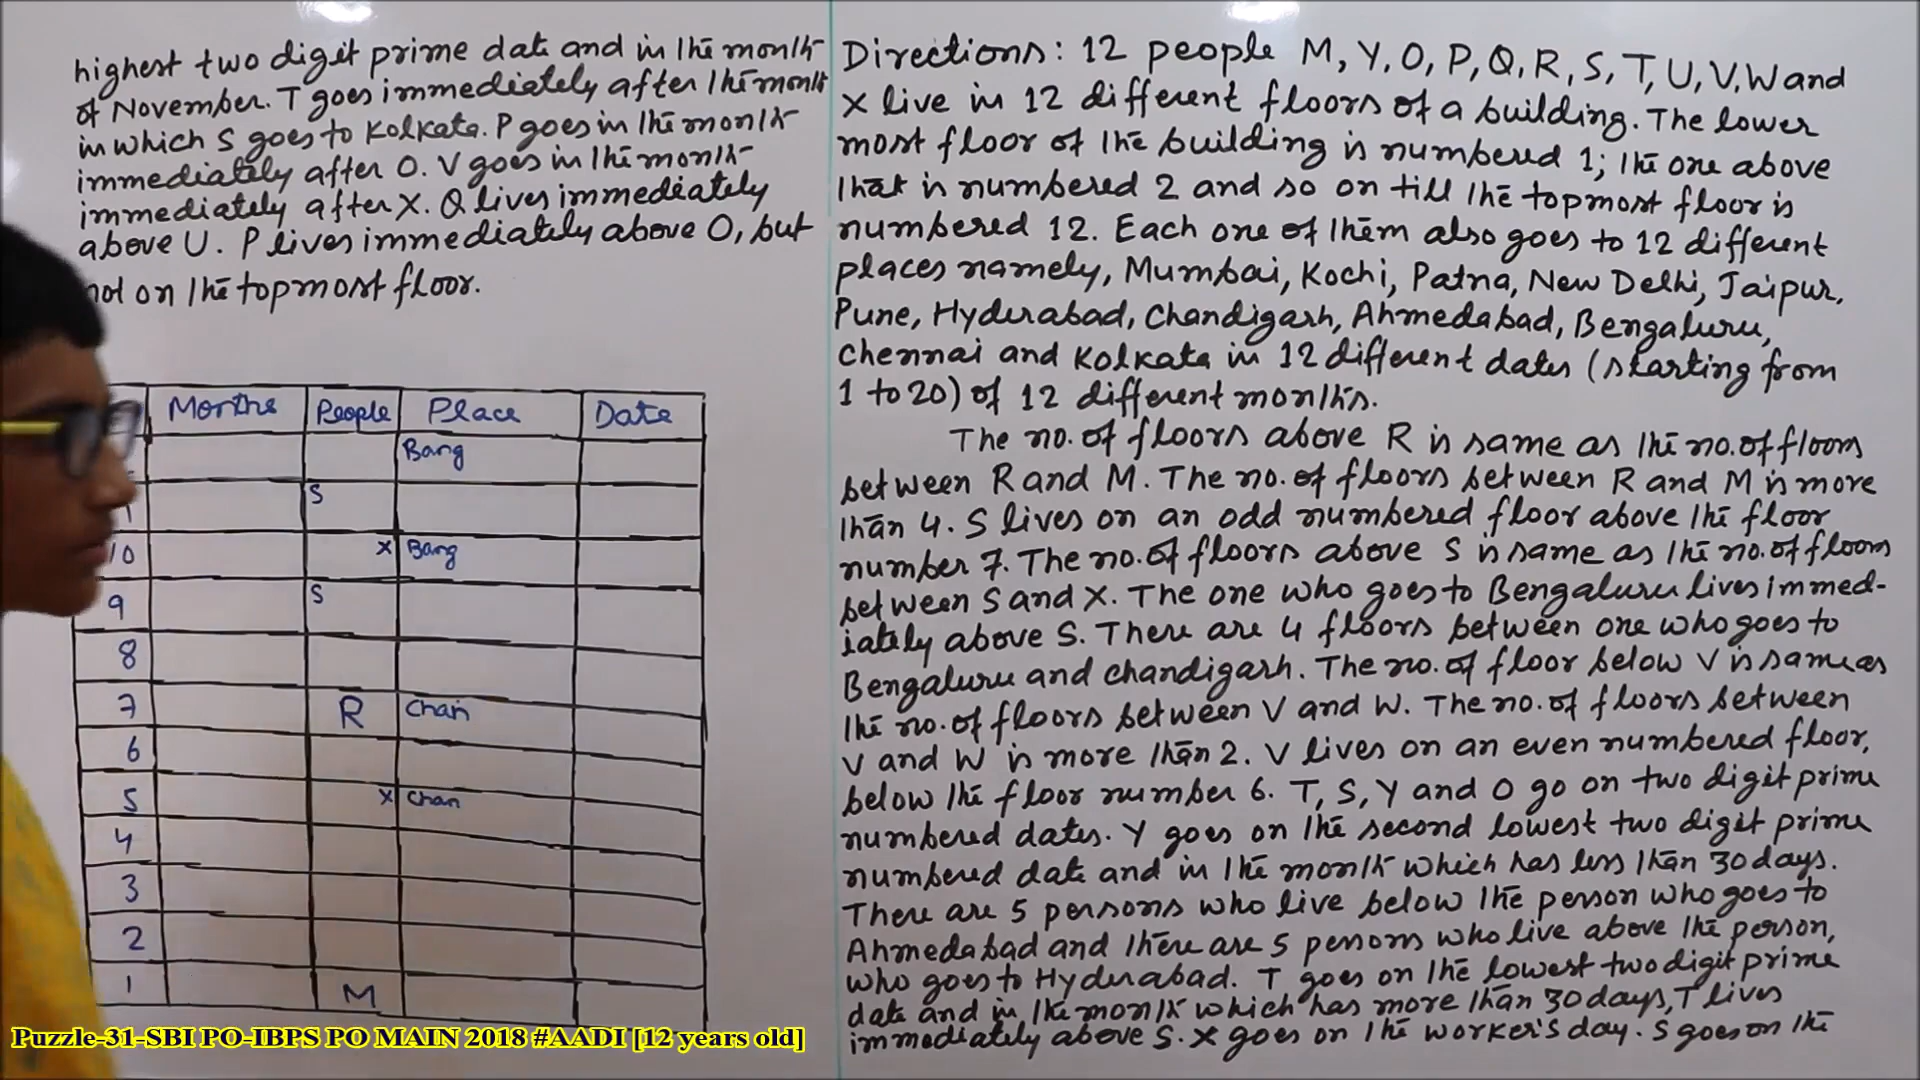 Directions: 12 people M, Y, O, P, Q, R, S, T, U, V, W and
X live in 12 different floors of a building. The lower
most floor of the building is numbered 1; the one above
that is numbered 2 and so on till the topmost floor is
numbered 12. Each one of them also goes to 12 different
places namely, Mumbai, Kochi, Patna, New Delhi, Jaipur,
Pune, Hyderabad, Chandigarh, Ahmedabad, Bengaluru,
Chennai and Kolkata in 12 different dates (starting from
1 to 20) of 12 different months.
The no. of floors above R is same as the no. of floors
between R and M. The no. of floors between R and M is more
than 4. S lives on an odd numbered floor above the floor
number 7. The no. of floors above S is same as the no. of floors
between S and X. The one who goes to Bengaluru lives immed-
iately above S. There are 4 floors between one who goes to
Bengaluru and Chandigarh. The no. of floor below V is same as
the no. of floors between V and W. The no. of floors between
V and W is more than 2. V lives on an even numbered floor,
below the floor number 6. T, S, Y and O go on two digit prime
numbered dates. Y goes on the second lowest two digit prime
numbered date and in the month which has less than 30 days.
There are 5 persons who live below the person who goes to
Ahmedabad and there are 5 persons who live above the person,
who goes to Hyderabad. T goes on the lowest two digit prime
date and in the month which has more than 30 days, T lives
immediately above S. X goes on the worker's day. S goes on the
highest two digit prime date and in the month
of November. T goes immediately after the month
in which S goes to Kolkata. P goes in the month
immediately after O. V goes in the month
immediately after X. Q lives immediately
above U. P lives immediately above O, but
not on the topmost floor.
Months People Place Date
Bang
S
10 X Bang
9 S
8
7 R Chan
6
5 X Chan
4
3
2
1 M
Puzzle-31-SBI PO-IBPS PO MAIN 2018 #AADI [12 years old]